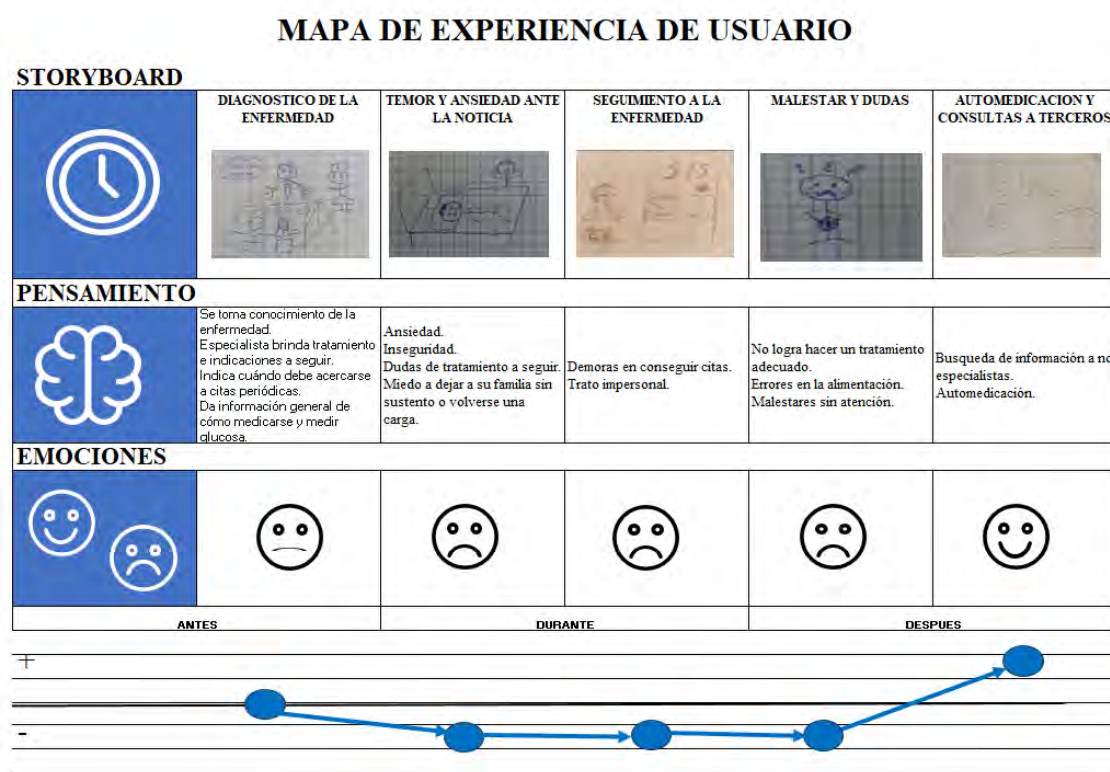 MAPA DE EXPERIENCIA DE USUARIO
STORYBOARD
DIAGNOSTICO DE LA
ENFERMEDAD
TEMOR Y ANSIEDAD ANTE
LA NOTICIA
SEGUIMIENTO A LA
ENFERMEDAD
MALESTAR Y DUDAS
AUTOMEDICACION Y
CONSULTAS A TERCEROS
SIS
PENSAMIENTO
Se toma conocimiento de la
enfermedad.
Especialista brinda tratamiento
e indicaciones a seguir.
Indica cuándo debe acercarse
a citas periódicas.
Da información general de
cómo medicarse y medir
glucosa.
Ansiedad.
Inseguridad.
Dudas de tratamiento a seguir.
Miedo a dejar a su familia sin
sustento o volverse una
carga.
Demoras en conseguir citas.
Trato impersonal.
No logra hacer un tratamiento
adecuado.
Errores en la alimentación.
Malestares sin atención.
Busqueda de información a no
especialistas.
Automedicación.
EMOCIONES
ANTES
DURANTE
DESPUES
+
-